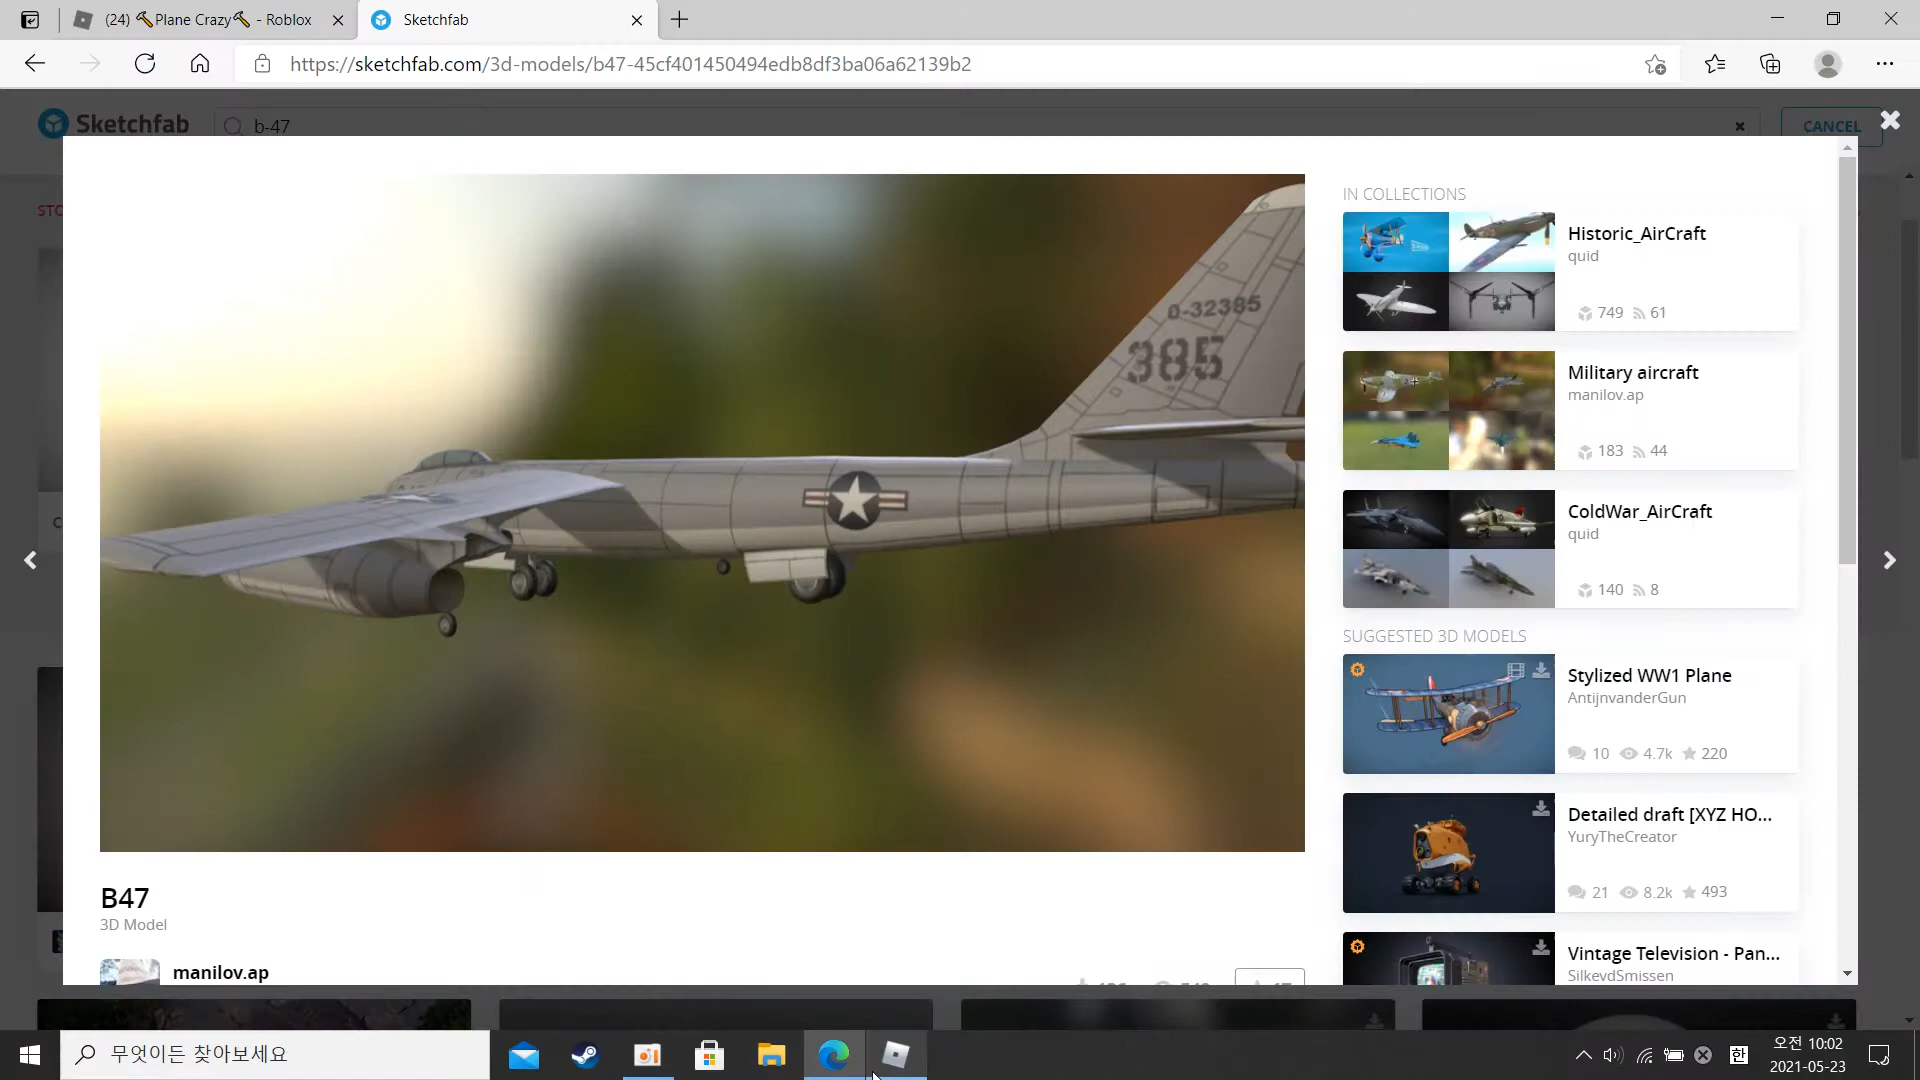 (24) 🔨Plane Crazy🔨 - Roblox
Sketchfab
https://sketchfab.com/3d-models/b47-45cf401450494edb8df3ba06a62139b2
Sketchfab
b-47
CANCEL
STO
0-32385
385
B47
3D Model
manilov.ap
IN COLLECTIONS
Historic_AirCraft
quid
749 61
Military aircraft
manilov.ap
183 44
ColdWar_AirCraft
quid
140 8
SUGGESTED 3D MODELS
Stylized WW1 Plane
AntijnvanderGun
10 4.7k 220
Detailed draft [XYZ HO...
YuryTheCreator
21 8.2k 493
Vintage Television - Pan...
SilkevdSmissen
무엇이든 찾아보세요
한
오전 10:02
2021-05-23